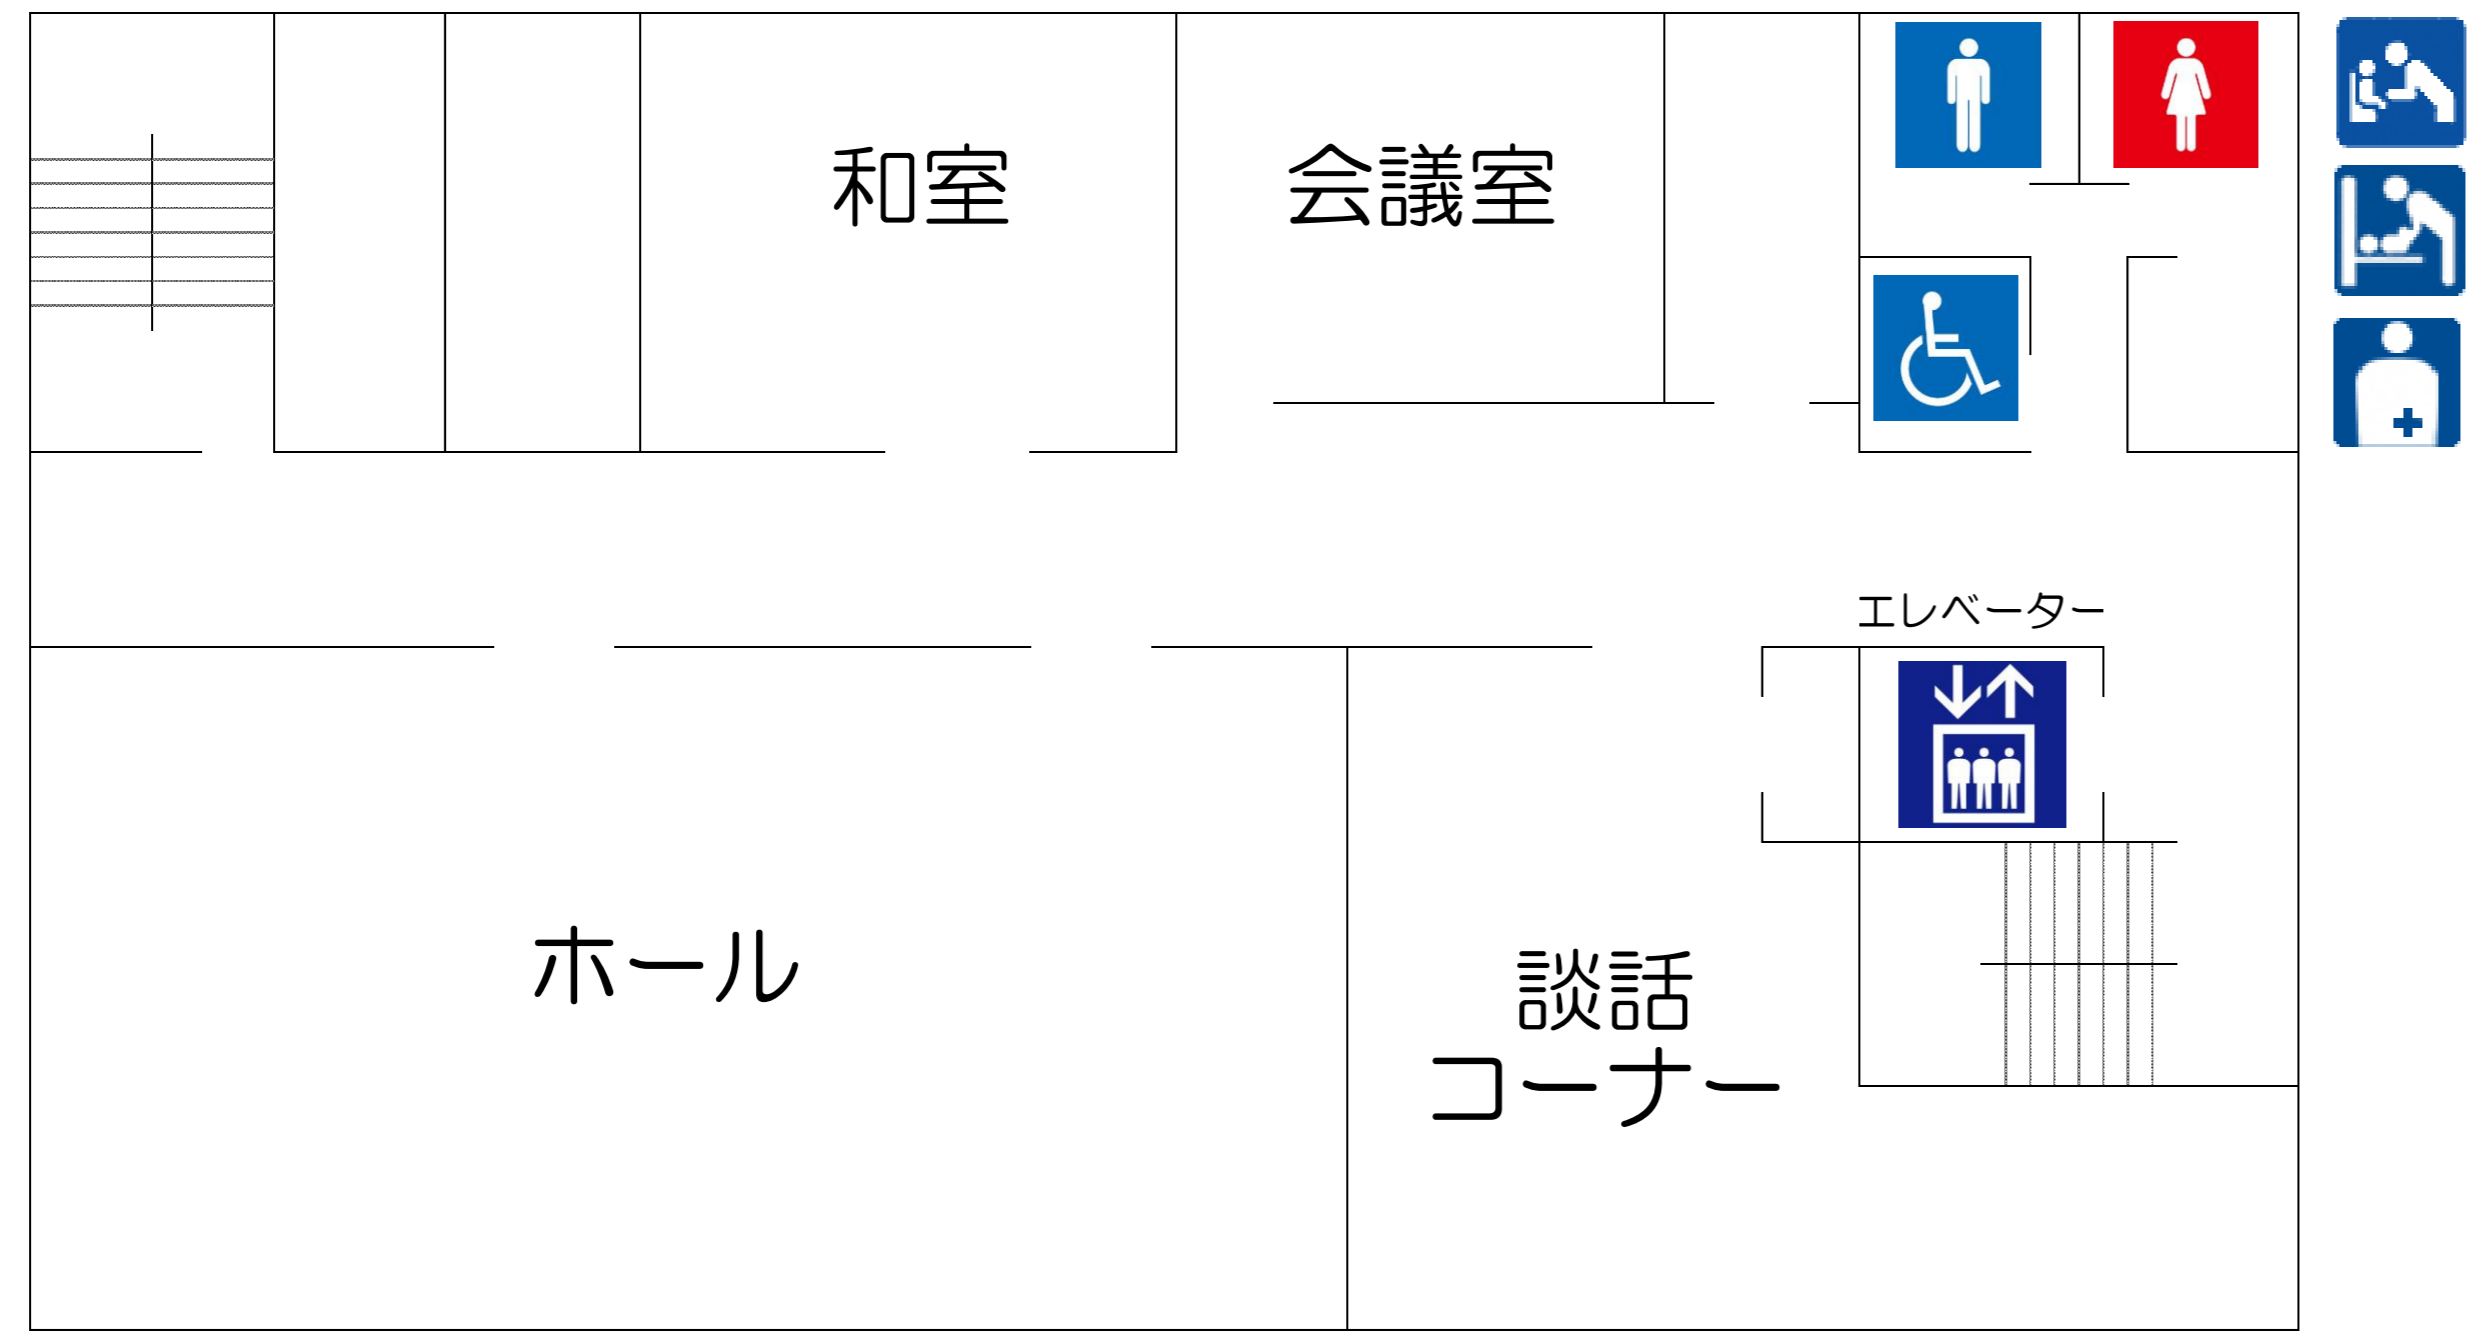 和室
会議室
エレベーター
ホール
談話
コーナー